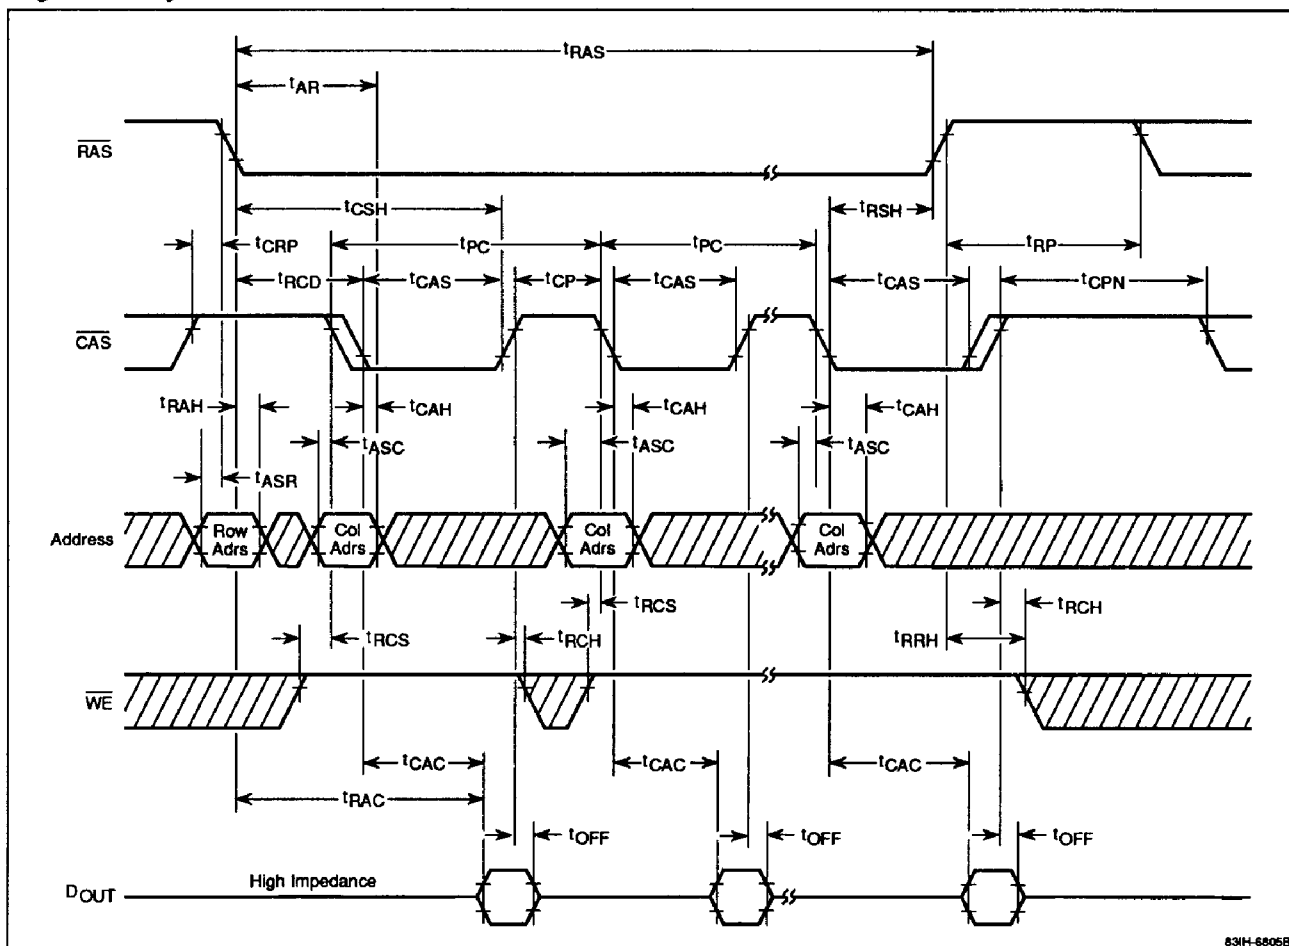 tRAS
tAR
RAS
tCSH
tRSH
tCRP
tPC
tPC
tRP
tRCD
tCAS
tCP
tCAS
tCAS
tCPN
CAS
tRAH
tCAH
tCAH
tCAH
tASC
tASC
tASC
tASR
Address
Row Adrs
Col Adrs
Col Adrs
Col Adrs
tRCS
tRCH
tRCS
tRCH
tRRH
WE
tCAC
tCAC
tCAC
tRAC
tOFF
tOFF
tOFF
DOUT
High Impedance
83IH-6805B